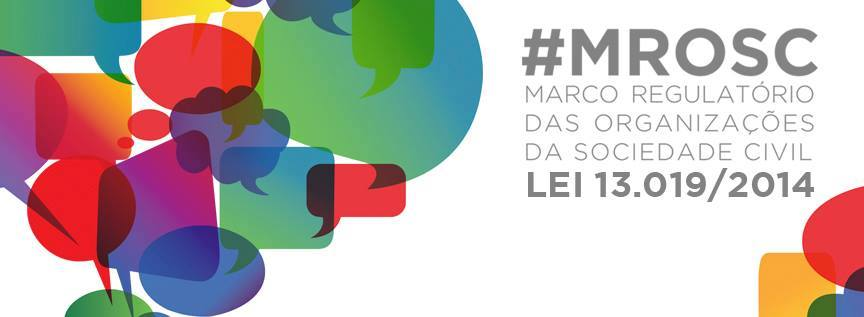 #MROSC
MARCO REGULATÓRIO
DAS ORGANIZAÇÕES
DA SOCIEDADE CIVIL
LEI 13.019/2014